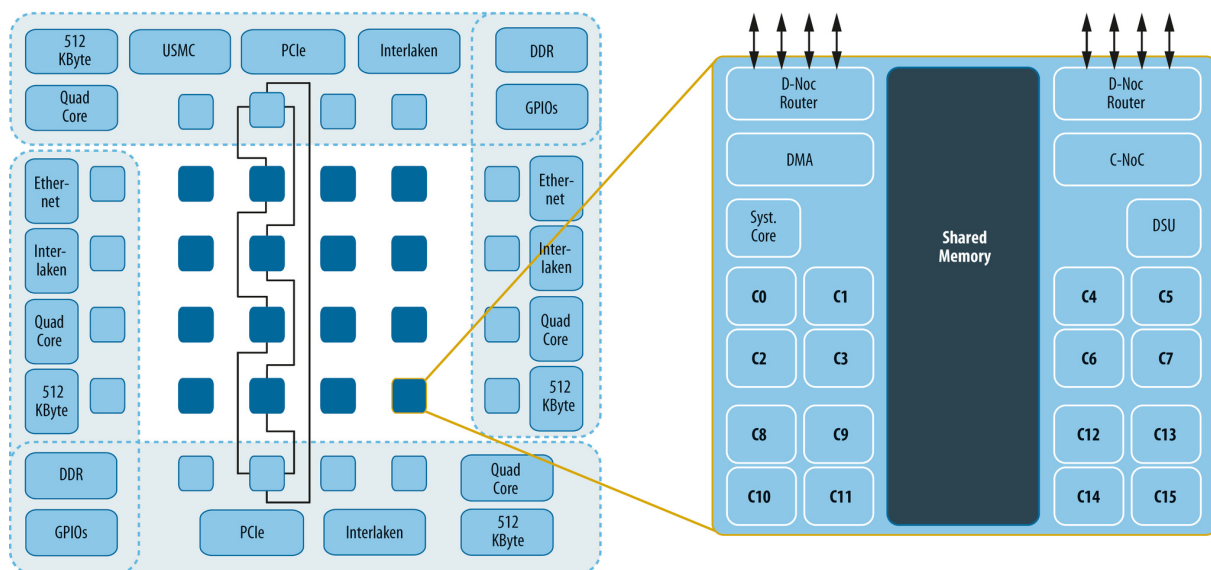 512
KByte
USMC
PCIe
Interlaken
DDR
Quad
Core
GPIOs
Ether-
net
Inter-
laken
Quad
Core
512
KByte
Ether-
net
Inter-
laken
Quad
Core
512
KByte
DDR
GPIOs
PCIe
Interlaken
Quad
Core
512
KByte
D-Noc
Router
DMA
Syst.
Core
C0
C1
C2
C3
C8
C9
C10
C11
Shared
Memory
D-Noc
Router
C-NoC
DSU
C4
C5
C6
C7
C12
C13
C14
C15